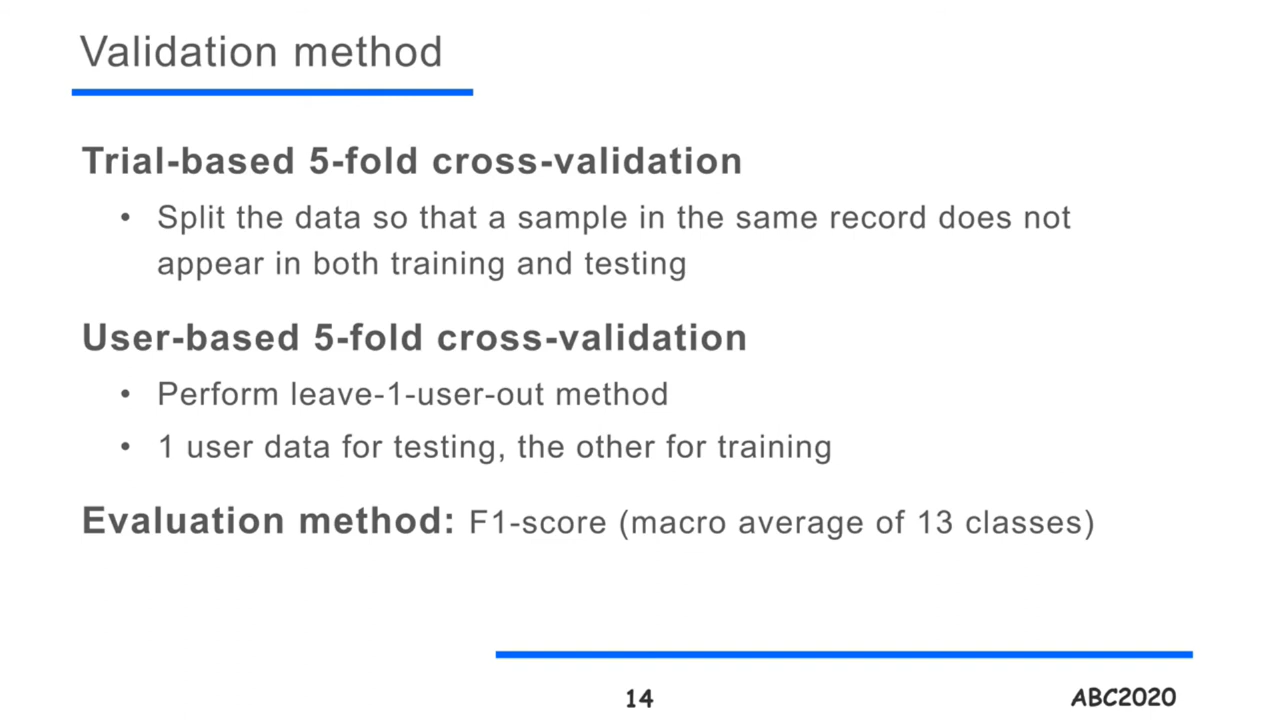 Validation method
Trial-based 5-fold cross-validation
• Split the data so that a sample in the same record does not
appear in both training and testing
User-based 5-fold cross-validation
• Perform leave-1-user-out method
• 1 user data for testing, the other for training
Evaluation method: F1-score (macro average of 13 classes)
14
ABC2020